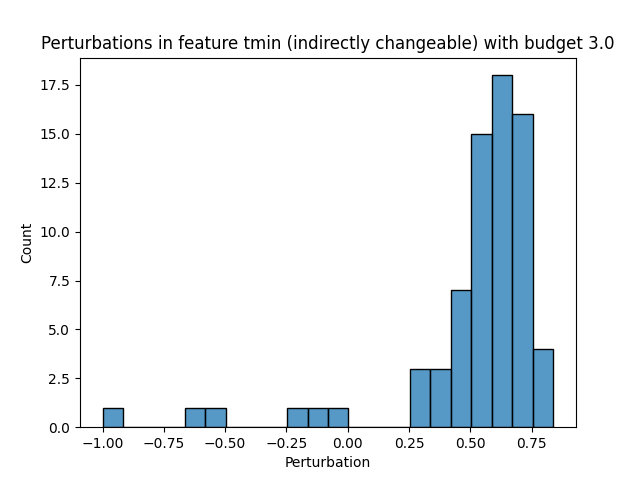 Perturbations in feature tmin (indirectly changeable) with budget 3.0
17.5
15.0
12.5
10.0
7.5
5.0
2.5
0.0
Count
−1.00 −0.75 −0.50 −0.25 0.00 0.25 0.50 0.75
Perturbation